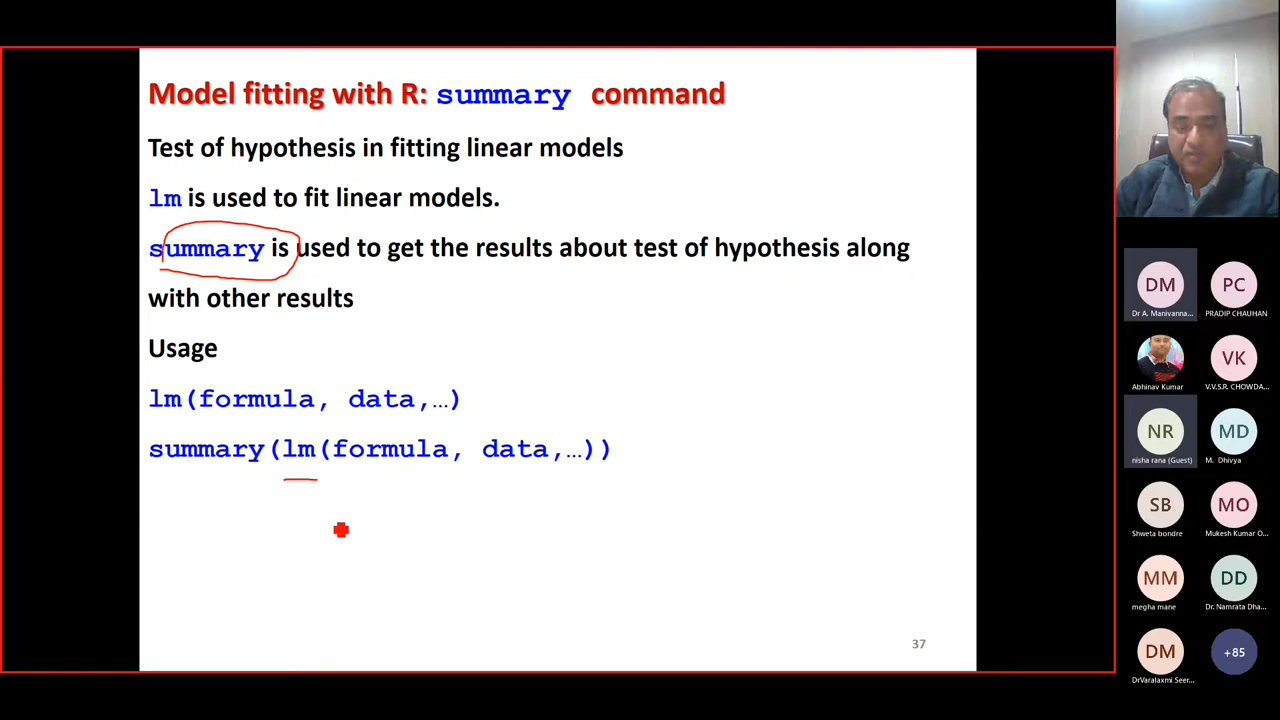 Model fitting with R: summary command
Test of hypothesis in fitting linear models
lm is used to fit linear models.
summary is used to get the results about test of hypothesis along
with other results
Usage
lm(formula, data,…)
summary(lm(formula, data,…))
37
DM
PC
Dr A. Manivanna...
PRADIP CHAUHAN
VK
Abhinav Kumar
V.V.S.R. CHOWDA...
NR
MD
nisha rana (Guest)
M. Dhivya
SB
MO
Shweta bondre
Mukesh Kumar O...
MM
DD
megha mane
Dr. Namrata Dha...
DM
+85
DrVaralaxmi Seer...